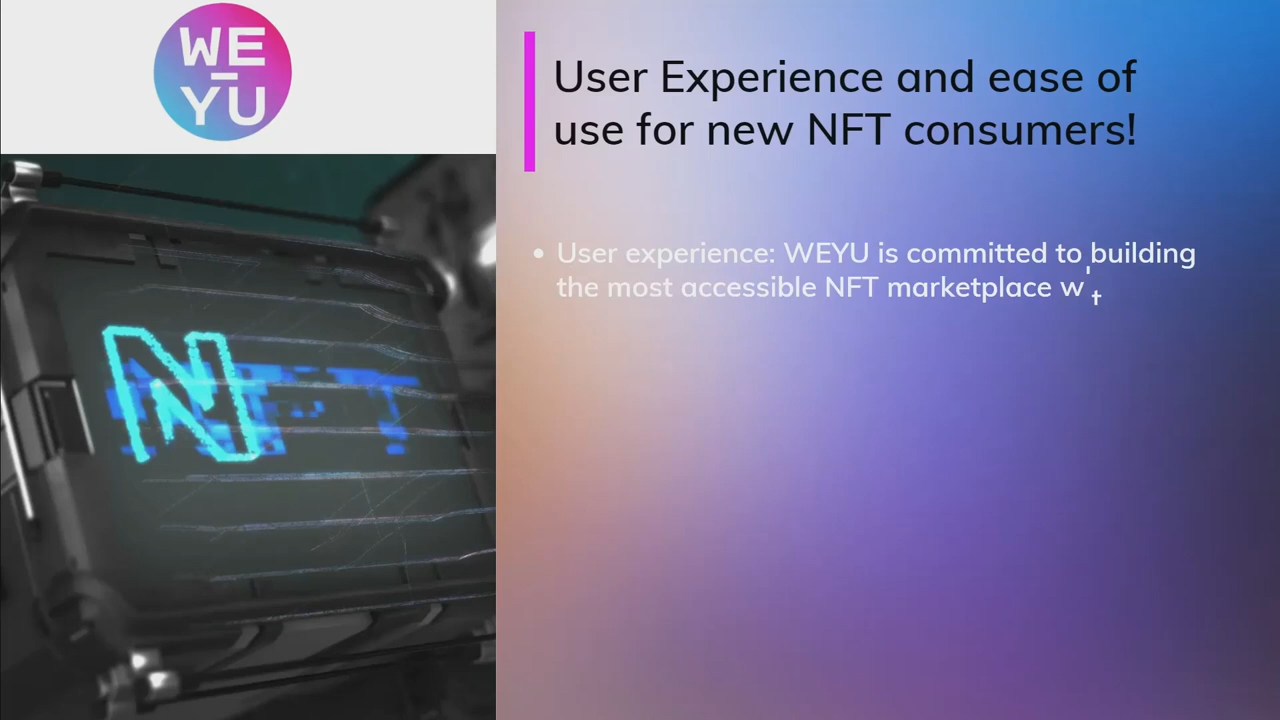 WE
YU
User Experience and ease of
use for new NFT consumers!
NFT
• User experience: WEYU is committed to building
the most accessible NFT marketplace w